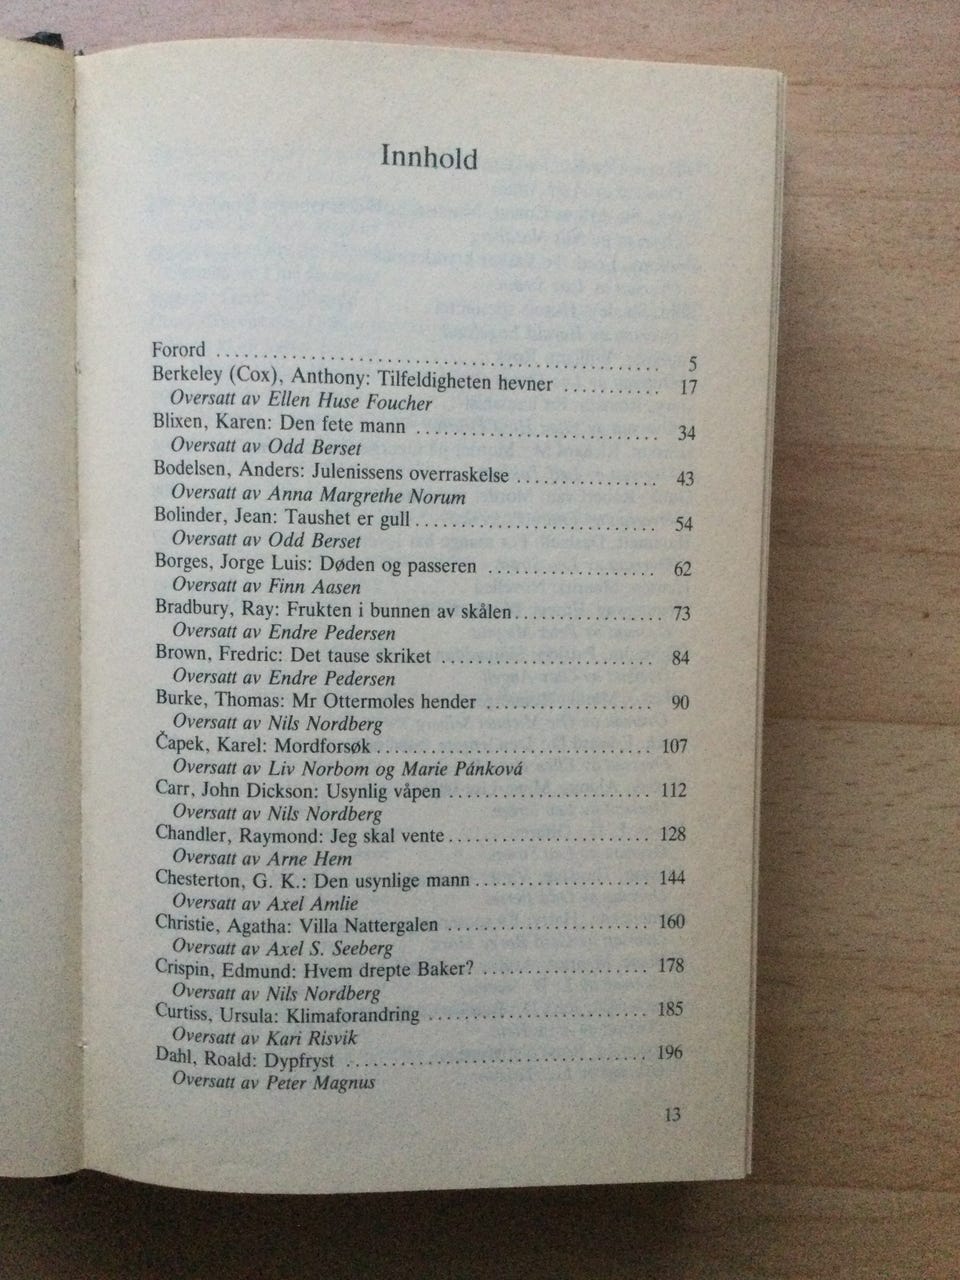 Innhold
Forord ................................................ 5
Berkeley (Cox), Anthony: Tilfeldigheten hevner ........... 17
Oversatt av Ellen Huse Foucher
Blixen, Karen: Den fete mann .......................... 34
Oversatt av Odd Berset
Bodelsen, Anders: Julenissens overraskelse ................ 43
Oversatt av Anna Margrethe Norum
Bolinder, Jean: Taushet er gull .......................... 54
Oversatt av Odd Berset
Borges, Jorge Luis: Døden og passeren ................... 62
Oversatt av Finn Aasen
Bradbury, Ray: Frukten i bunnen av skålen................ 73
Oversatt av Endre Pedersen
Brown, Fredric: Det tause skriket ........................ 84
Oversatt av Endre Pedersen
Burke, Thomas: Mr Ottermoles hender ................... 90
Oversatt av Nils Nordberg
Čapek, Karel: Mordforsøk .............................. 107
Oversatt av Liv Norbom og Marie Pánková
Carr, John Dickson: Usynlig våpen ....................... 112
Oversatt av Nils Nordberg
Chandler, Raymond: Jeg skal vente ....................... 128
Oversatt av Arne Hem
Chesterton, G. K.: Den usynlige mann .................... 144
Oversatt av Axel Amlie
Christie, Agatha: Villa Nattergalen ....................... 160
Oversatt av Axel S. Seeberg
Crispin, Edmund: Hvem drepte Baker? ................... 178
Oversatt av Nils Nordberg
Curtiss, Ursula: Klimaforandring ......................... 185
Oversatt av Kari Risvik
Dahl, Roald: Dypfryst .................................. 196
Oversatt av Peter Magnus
13